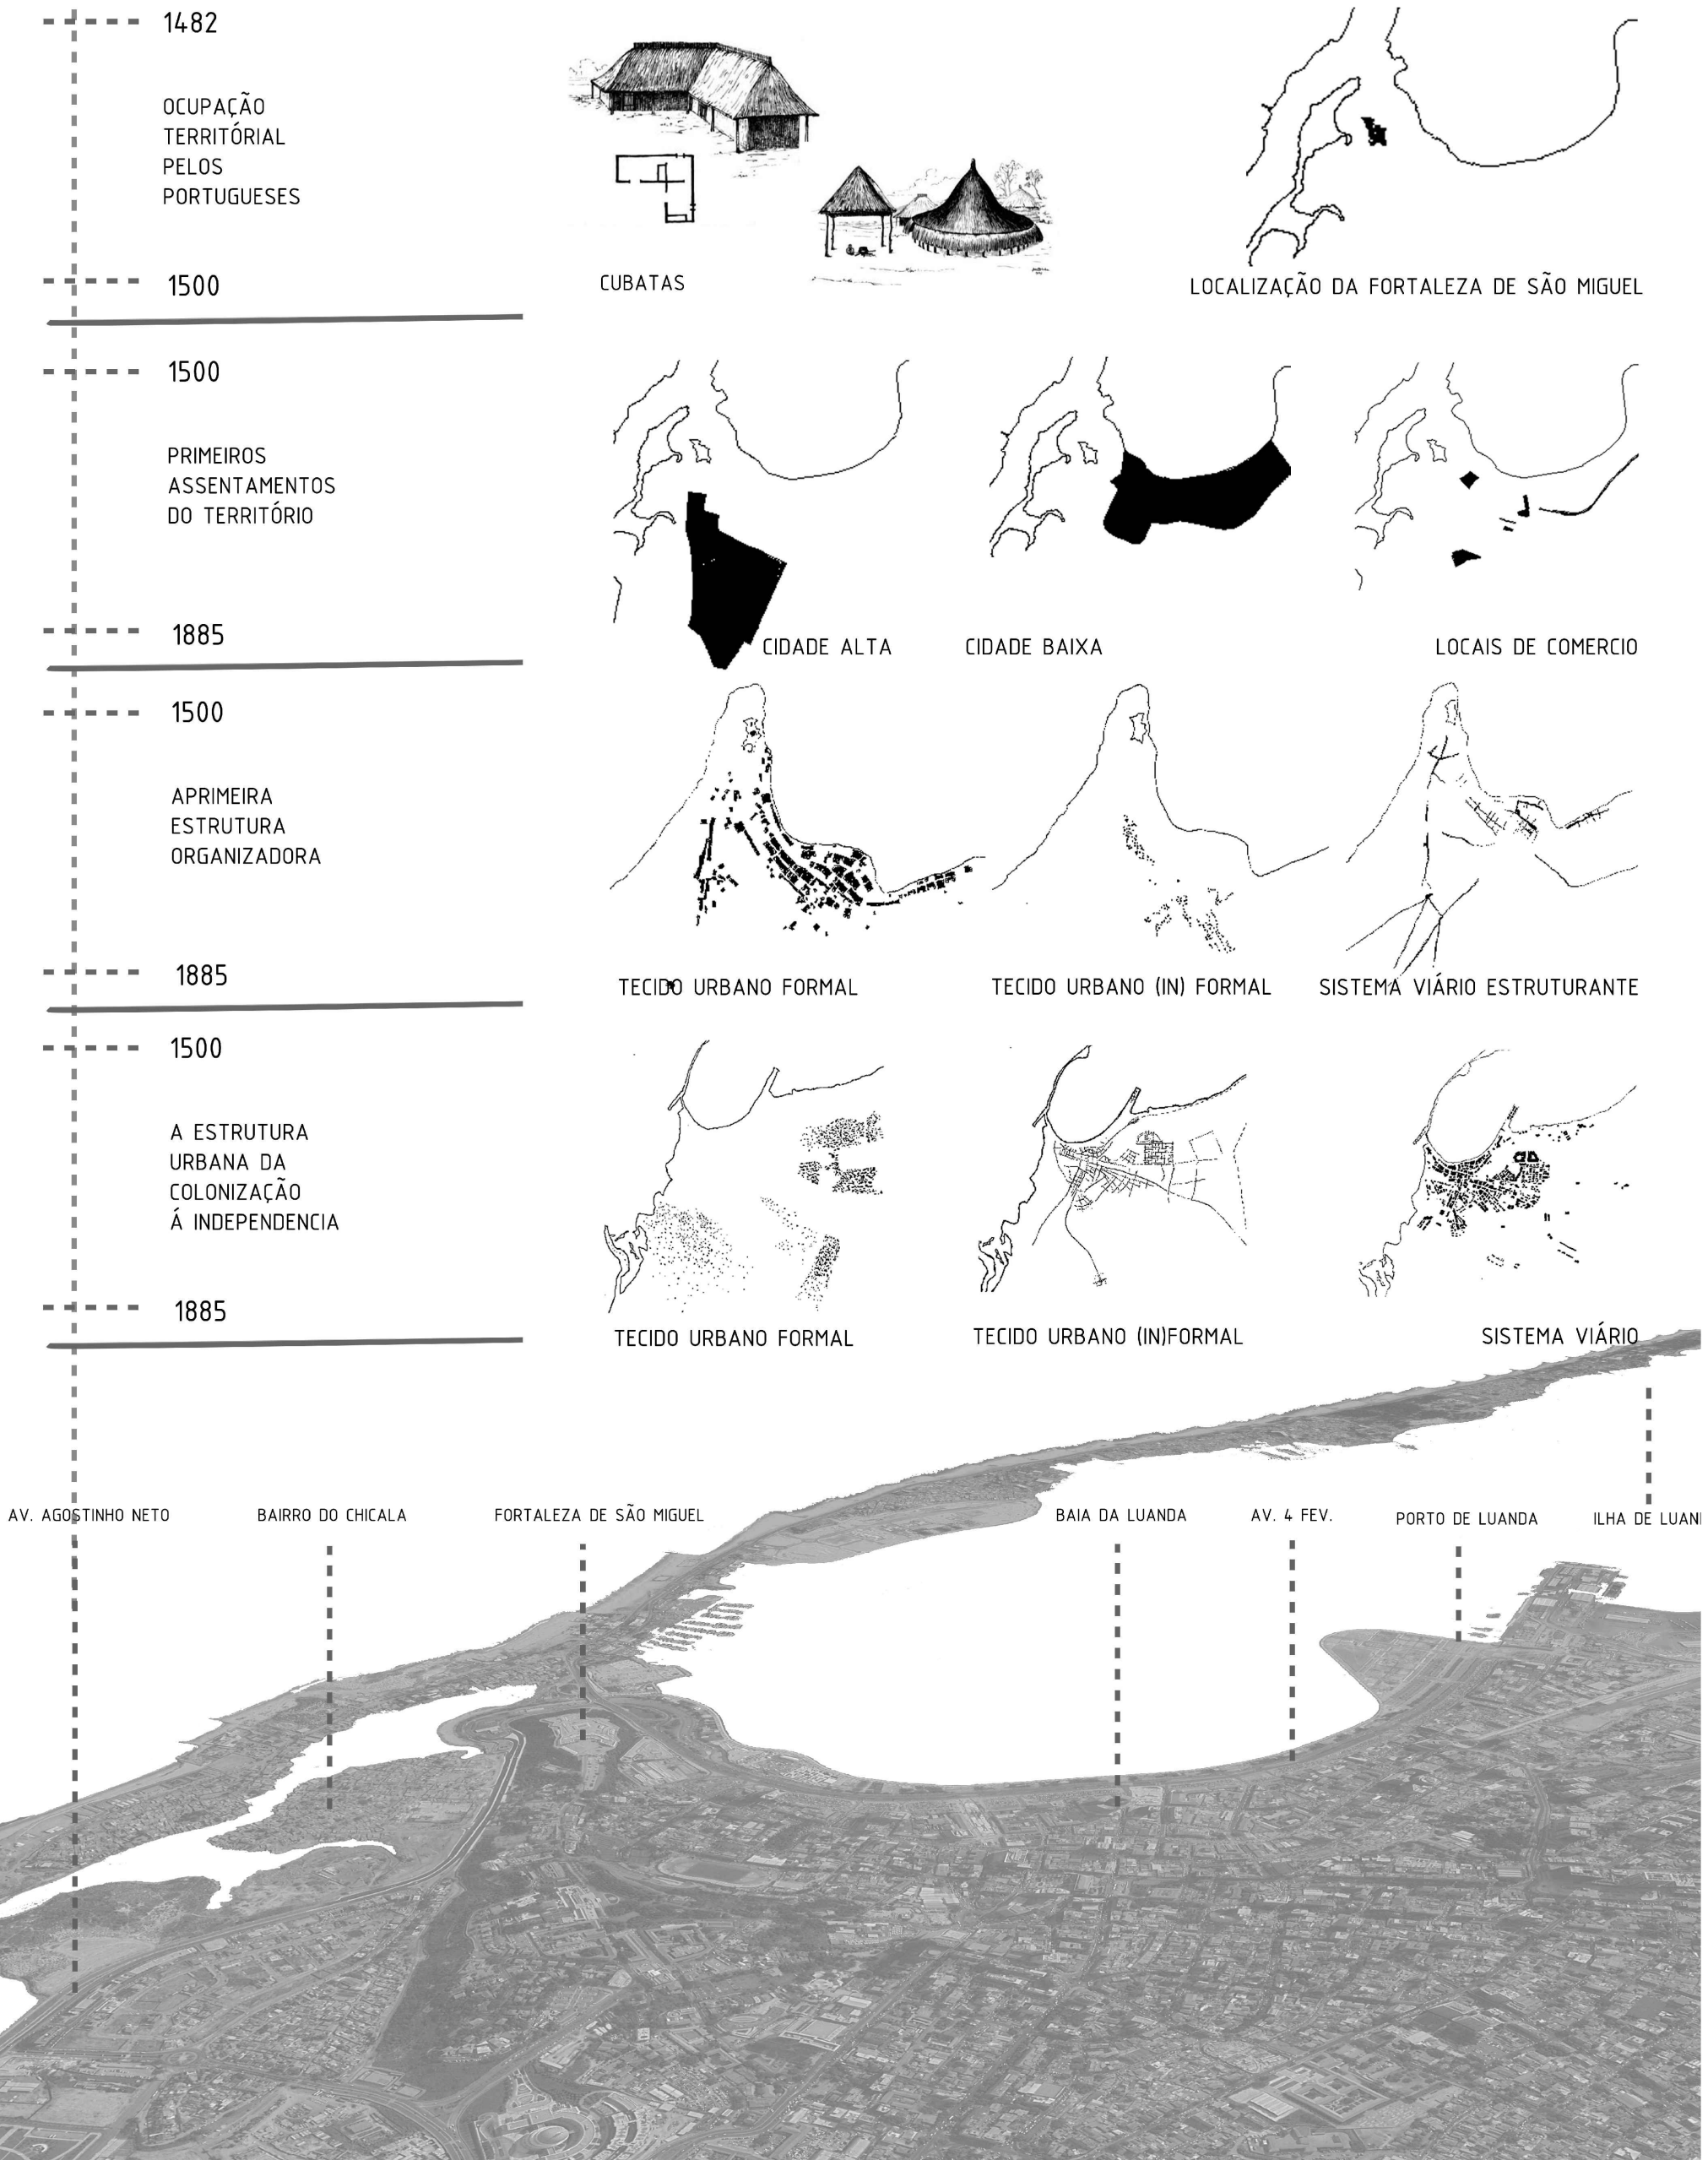 1482
OCUPAÇÃO
TERRITÓRIAL
PELOS
PORTUGUESES
1500
CUBATAS
LOCALIZAÇÃO DA FORTALEZA DE SÃO MIGUEL
1500
PRIMEIROS
ASSENTAMENTOS
DO TERRITÓRIO
1885
CIDADE ALTA
CIDADE BAIXA
LOCAIS DE COMERCIO
1500
APRIMEIRA
ESTRUTURA
ORGANIZADORA
1885
TECIDO URBANO FORMAL
TECIDO URBANO (IN) FORMAL
SISTEMA VIÁRIO ESTRUTURANTE
1500
A ESTRUTURA
URBANA DA
COLONIZAÇÃO
Á INDEPENDENCIA
1885
TECIDO URBANO FORMAL
TECIDO URBANO (IN)FORMAL
SISTEMA VIÁRIO
AV. AGOSTINHO NETO
BAIRRO DO CHICALA
FORTALEZA DE SÃO MIGUEL
BAIA DA LUANDA
AV. 4 FEV.
PORTO DE LUANDA
ILHA DE LUAN